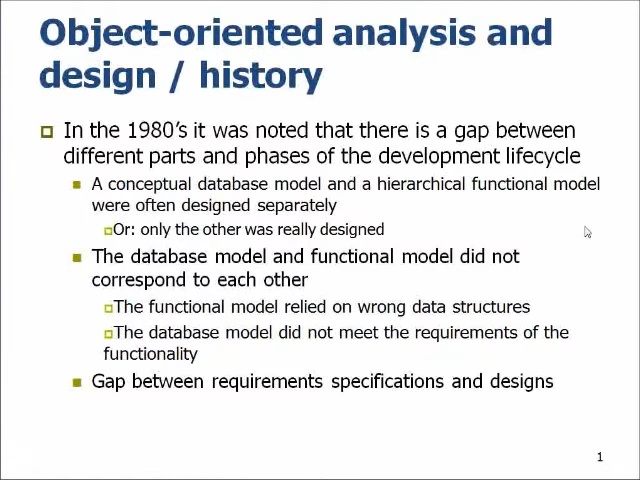 Object-oriented analysis and
design / history
In the 1980's it was noted that there is a gap between
different parts and phases of the development lifecycle
A conceptual database model and a hierarchical functional model
were often designed separately
Or: only the other was really designed
The database model and functional model did not
correspond to each other
The functional model relied on wrong data structures
The database model did not meet the requirements of the
functionality
Gap between requirements specifications and designs
1